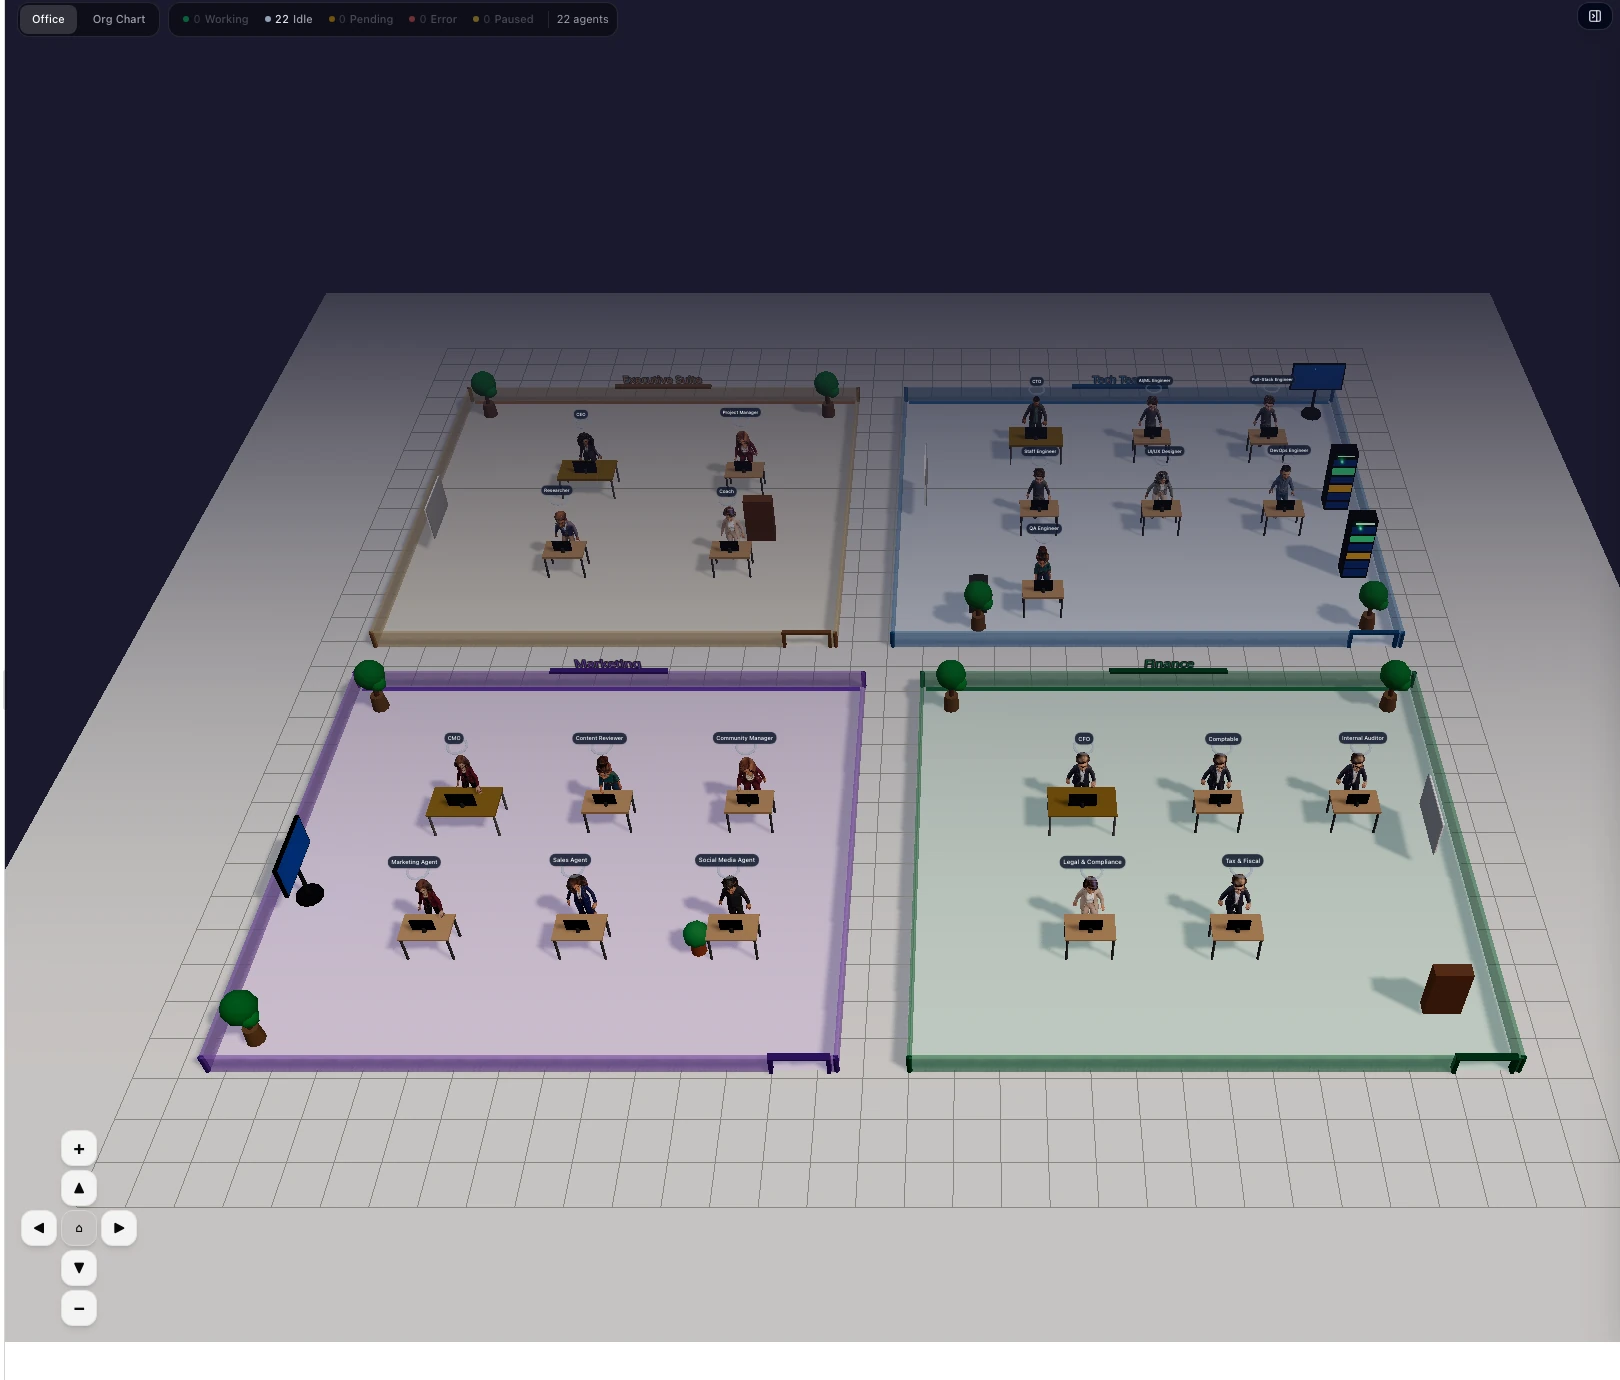 Office
Org Chart
0 Working
22 Idle
0 Pending
0 Error
0 Paused
22 agents
Executive Suite
CEO
Project Manager
Researcher
Coach
Tech
CTO
AI/ML Engineer
Full-Stack Engineer
Staff Engineer
UI/UX Designer
DevOps Engineer
QA Engineer
Marketing
CMO
Content Reviewer
Community Manager
Marketing Agent
Sales Agent
Social Media Agent
Finance
CFO
Comptable
Internal Auditor
Legal & Compliance
Tax & Fiscal